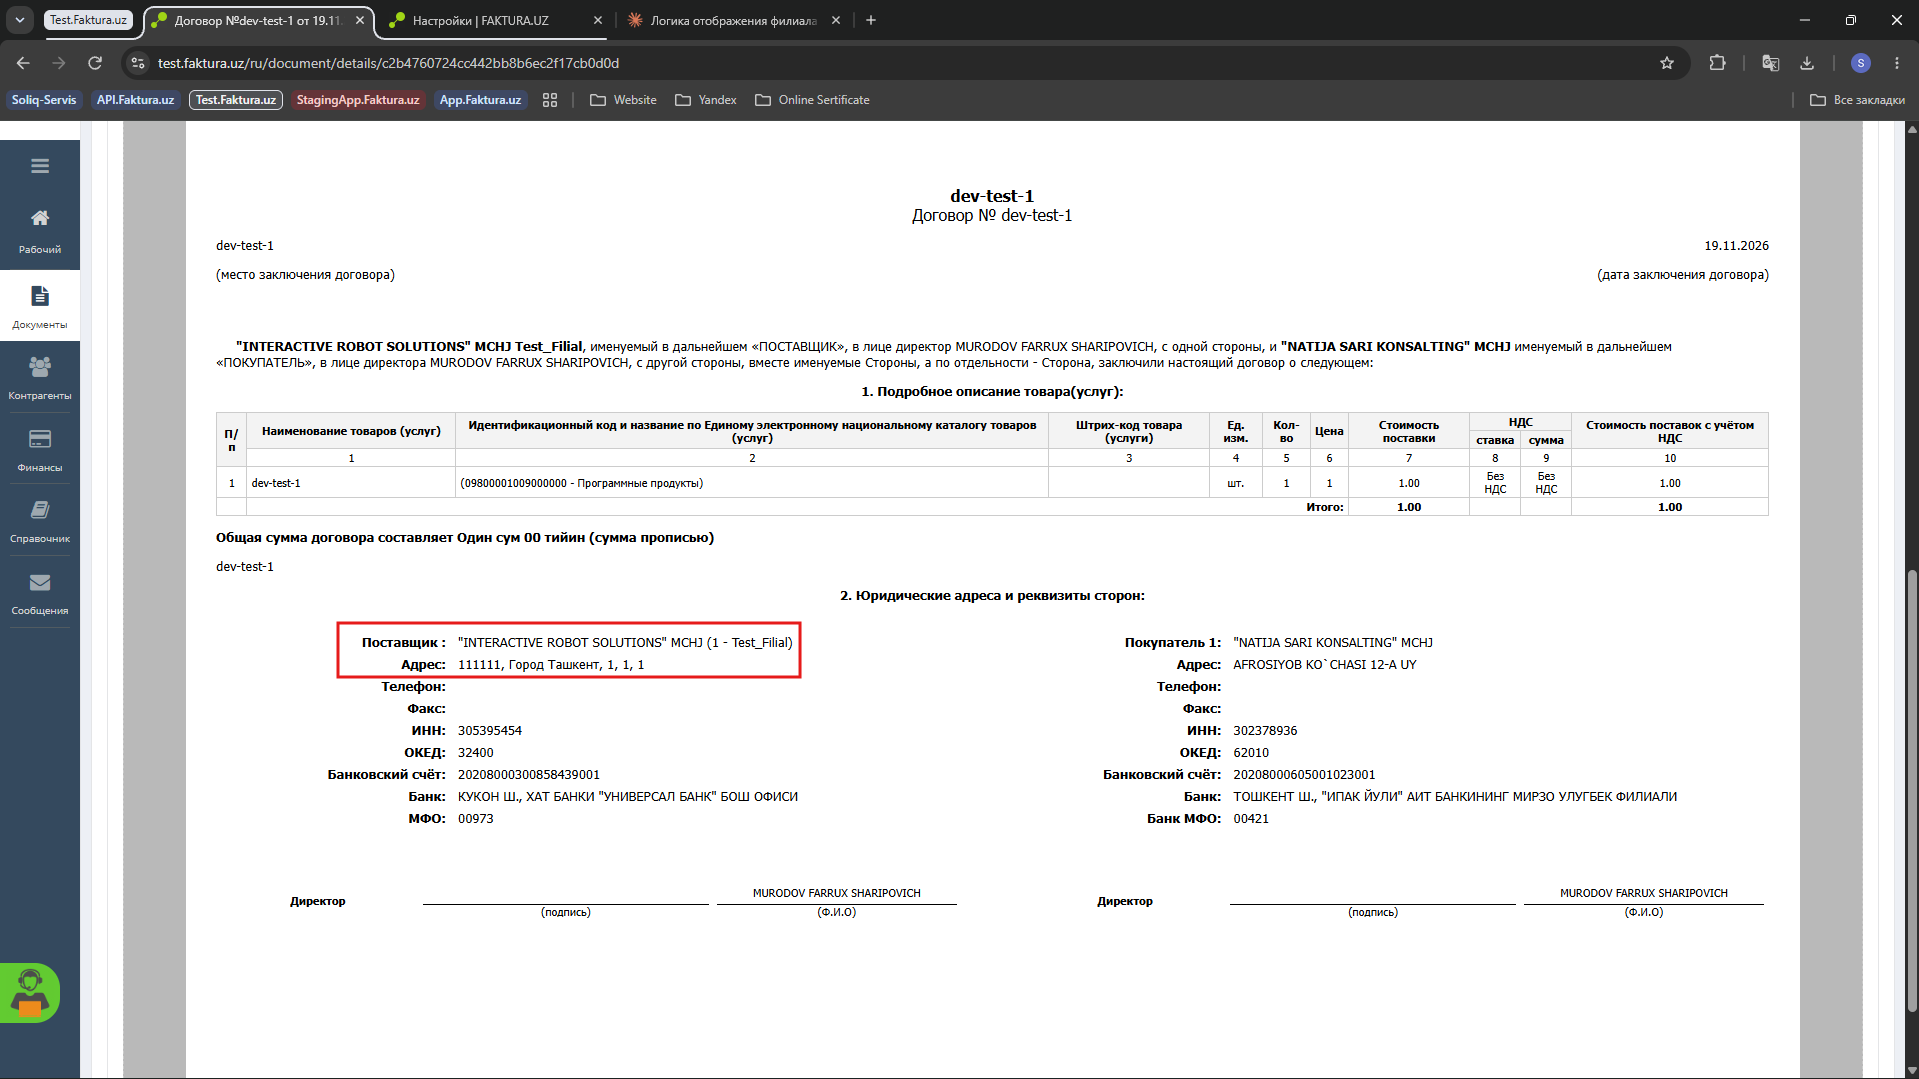 Test.Faktura.uz
Договор №dev-test-1 от 19.11.
Настройки | FAKTURA.UZ
Логика отображения филиала
test.faktura.uz/ru/document/details/c2b4760724cc442bb8b6ec2f17cb0d0d
S
Soliq-Servis
API.Faktura.uz
Test.Faktura.uz
StagingApp.Faktura.uz
App.Faktura.uz
Website
Yandex
Online Sertificate
Все закладки
Рабочий
Документы
Контрагенты
Финансы
Справочник
Сообщения
dev-test-1
Договор № dev-test-1
dev-test-1 19.11.2026
(место заключения договора) (дата заключения договора)
"INTERACTIVE ROBOT SOLUTIONS" MCHJ Test_Filial, именуемый в дальнейшем «ПОСТАВЩИК», в лице директор MURODOV FARRUX SHARIPOVICH, с одной стороны, и "NATIJA SARI KONSALTING" MCHJ именуемый в дальнейшем
«ПОКУПАТЕЛЬ», в лице директора MURODOV FARRUX SHARIPOVICH, с другой стороны, вместе именуемые Стороны, а по отдельности - Сторона, заключили настоящий договор о следующем:
1. Подробное описание товара(услуг):
П/п Наименование товаров (услуг) Идентификационный код и название по Единому электронному национальному каталогу товаров (услуг) Штрих-код товара (услуги) Ед. изм. Кол-во Цена Стоимость поставки НДС Стоимость поставок с учётом НДС
ставка сумма
1 2 3 4 5 6 7 8 9 10
1 dev-test-1 (09800001009000000 - Программные продукты) шт. 1 1 1.00 Без НДС Без НДС 1.00
Итого: 1.00 1.00
Общая сумма договора составляет Один сум 00 тийин (сумма прописью)
dev-test-1
2. Юридические адреса и реквизиты сторон:
Поставщик : "INTERACTIVE ROBOT SOLUTIONS" MCHJ (1 - Test_Filial)
Адрес: 111111, Город Ташкент, 1, 1, 1
Телефон:
Факс:
ИНН: 305395454
ОКЕД: 32400
Банковский счёт: 20208000300858439001
Банк: КУКОН Ш., ХАТ БАНКИ "УНИВЕРСАЛ БАНК" БОШ ОФИСИ
МФО: 00973
Покупатель 1: "NATIJA SARI KONSALTING" MCHJ
Адрес: AFROSIYOB KO`CHASI 12-A UY
Телефон:
Факс:
ИНН: 302378936
ОКЕД: 62010
Банковский счёт: 20208000605001023001
Банк: ТОШКЕНТ Ш., "ИПАК ЙУЛИ" АИТ БАНКИНИНГ МИРЗО УЛУГБЕК ФИЛИАЛИ
Банк МФО: 00421
Директор MURODOV FARRUX SHARIPOVICH
(подпись) (Ф.И.О)
Директор MURODOV FARRUX SHARIPOVICH
(подпись) (Ф.И.О)